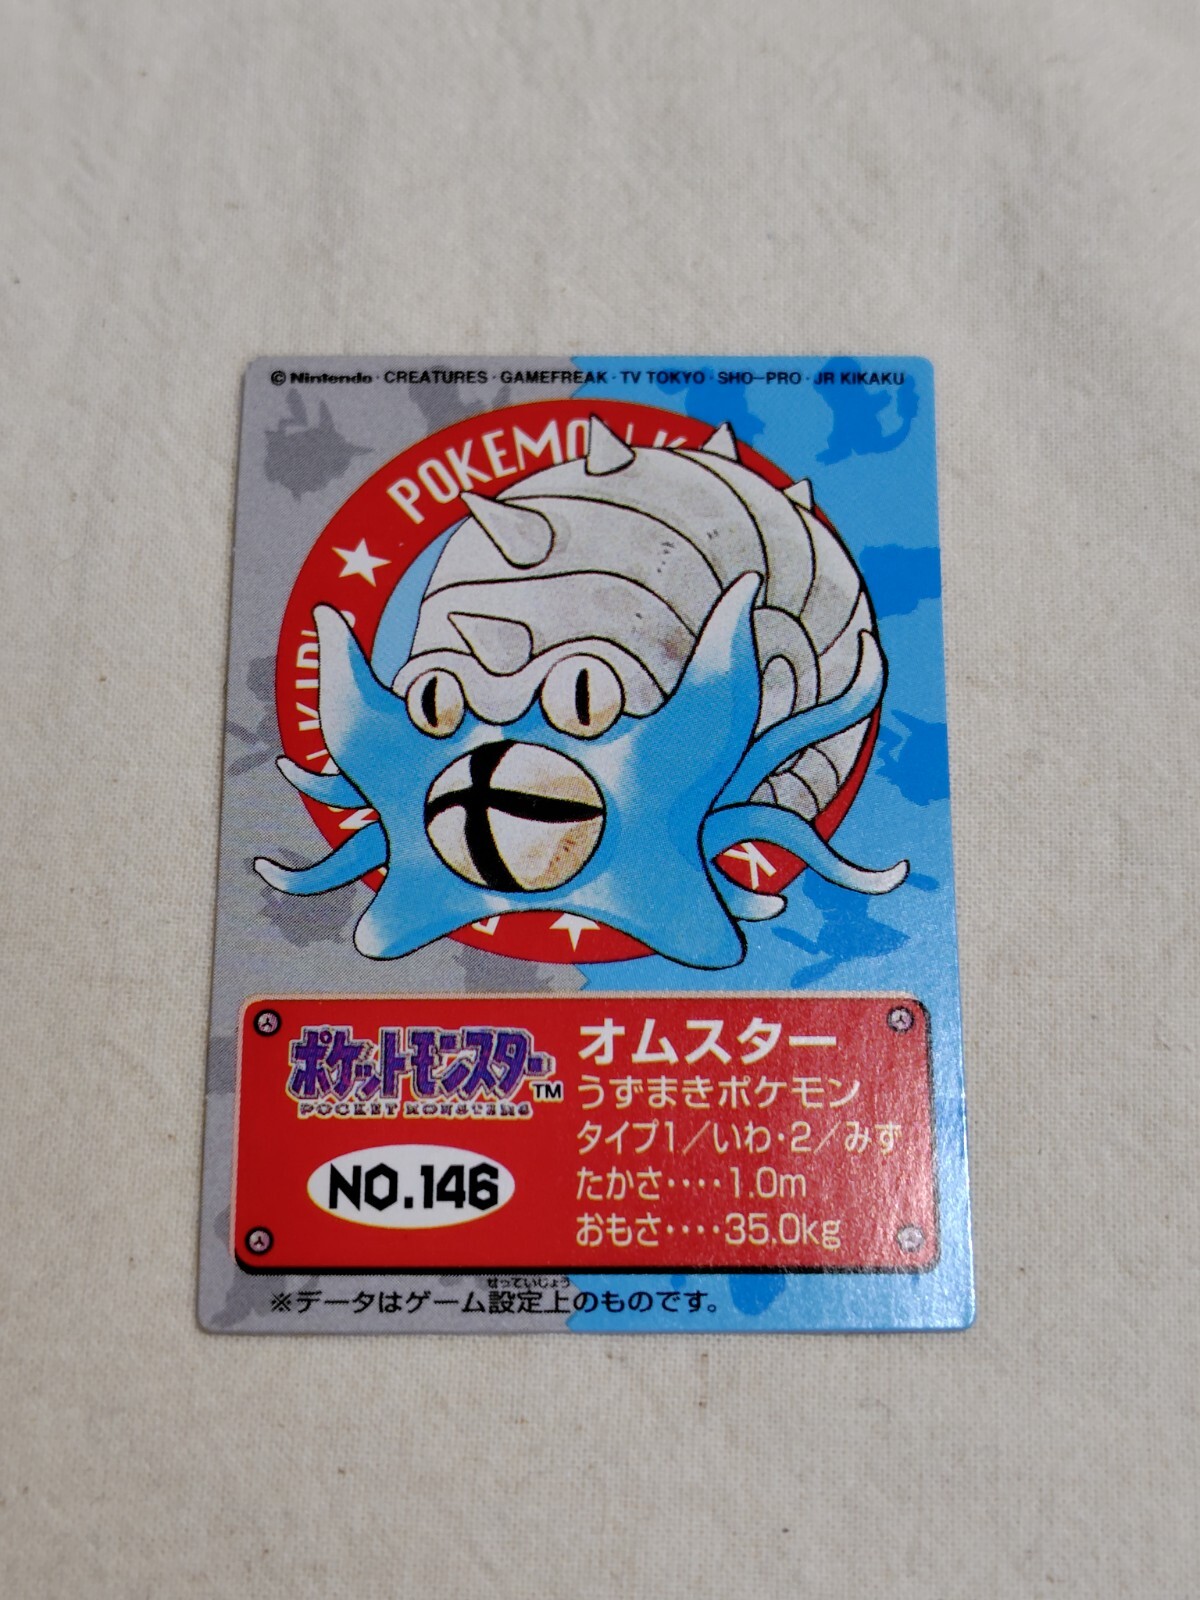 ©Nintendo·CREATURES·GAMEFREAK·TV TOKYO·SHO-PRO·JR KIKAKU
POKEMON K
ポケットモンスター™
POCKET MONSTERS
NO.146
オムスター
うずまきポケモン
タイプ1/いわ・2/みず
たかさ‥‥1.0m
おもさ‥‥35.0kg
せっていじょう
※データはゲーム設定上のものです。